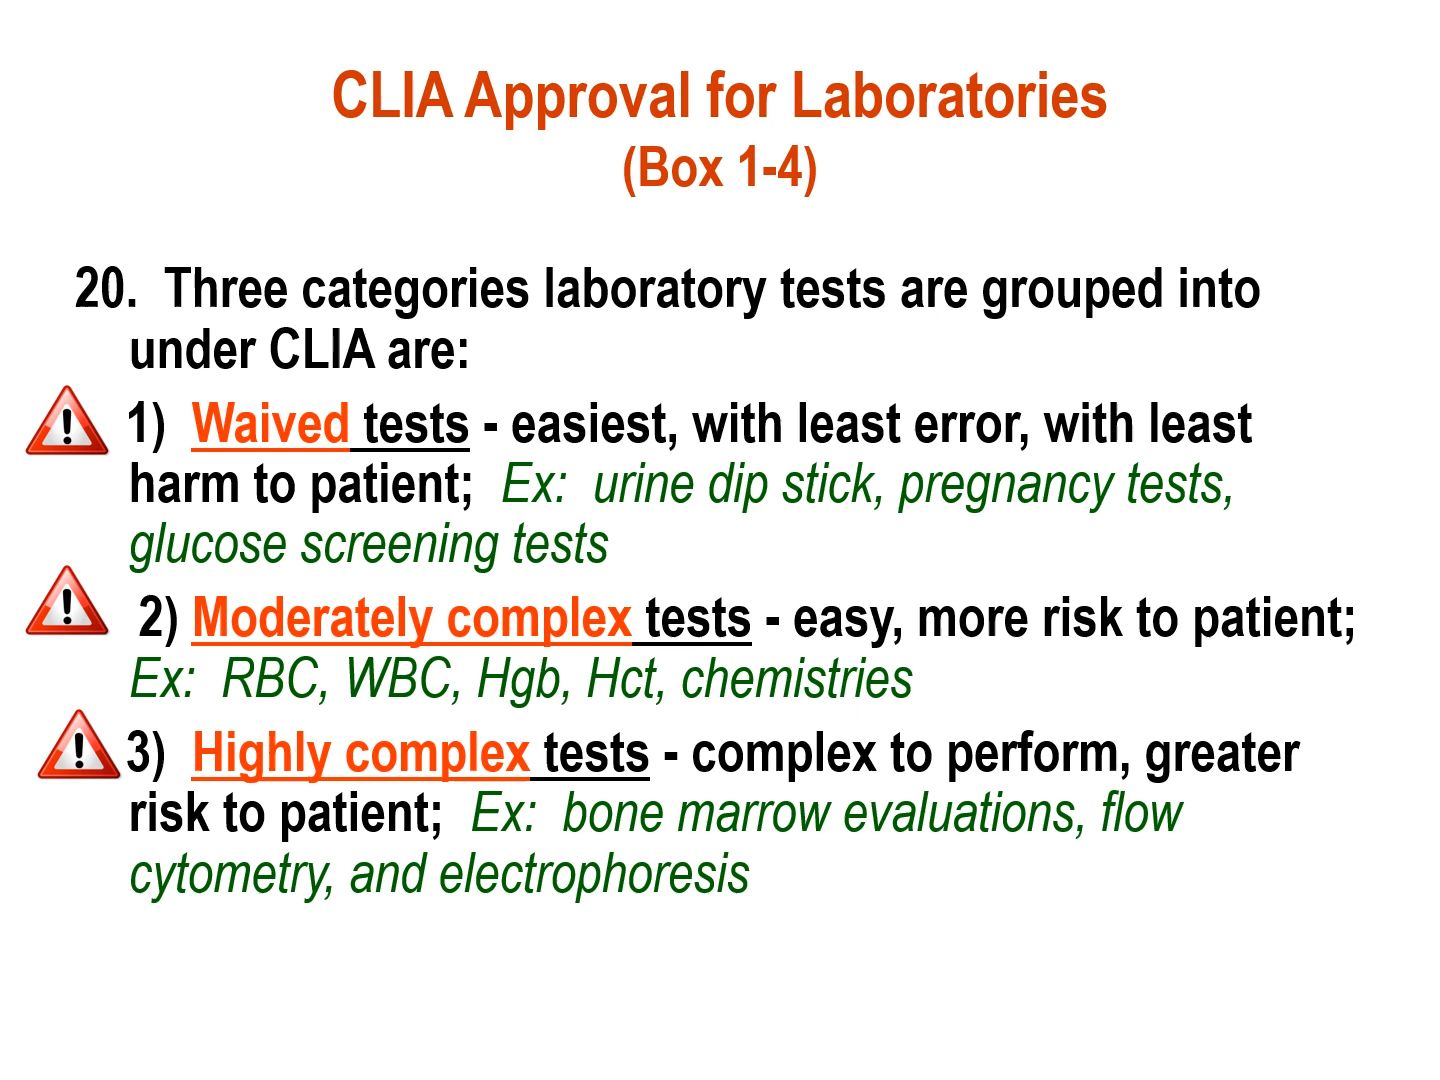 CLIA Approval for Laboratories
(Box 1-4)
20. Three categories laboratory tests are grouped into
under CLIA are:
1) Waived tests - easiest, with least error, with least
harm to patient; Ex: urine dip stick, pregnancy tests,
glucose screening tests
2) Moderately complex tests - easy, more risk to patient;
Ex: RBC, WBC, Hgb, Hct, chemistries
3) Highly complex tests - complex to perform, greater
risk to patient; Ex: bone marrow evaluations, flow
cytometry, and electrophoresis